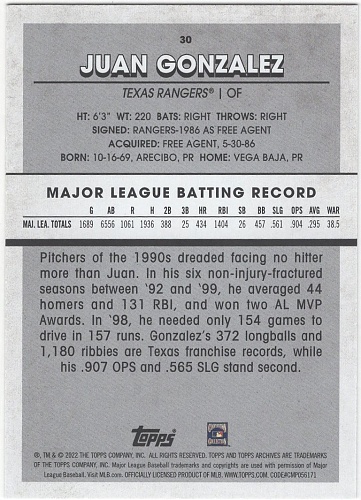 30
JUAN GONZALEZ
TEXAS RANGERS® | OF
HT: 6'3" WT: 220 BATS: RIGHT THROWS: RIGHT
SIGNED: RANGERS-1986 AS FREE AGENT
ACQUIRED: FREE AGENT, 5-30-86
BORN: 10-16-69, ARECIBO, PR HOME: VEGA BAJA, PR
MAJOR LEAGUE BATTING RECORD
G AB R H 2B 3B HR RBI SB BB SLG OPS AVG WAR
MAJ. LEA. TOTALS 1689 6556 1061 1936 388 25 434 1404 26 457 .561 .904 .295 38.5
Pitchers of the 1990s dreaded facing no hitter
more than Juan. In his six non-injury-fractured
seasons between '92 and '99, he averaged 44
homers and 131 RBI, and won two AL MVP
Awards. In '98, he needed only 154 games to
drive in 157 runs. Gonzalez's 372 longballs and
1,180 ribbies are Texas franchise records, while
his .907 OPS and .565 SLG stand second.
Topps
COOPERSTOWN
COLLECTION
®, TM & © 2022 THE TOPPS COMPANY, INC. ALL RIGHTS RESERVED. TOPPS AND TOPPS ARCHIVES ARE TRADEMARKS
OF THE TOPPS COMPANY, INC. Major League Baseball trademarks and copyrights are used with permission of Major
League Baseball. Visit MLB.com. OFFICIALLY LICENSED PRODUCT OF MLB. WWW.TOPPS.COM. CODE#CMP056171